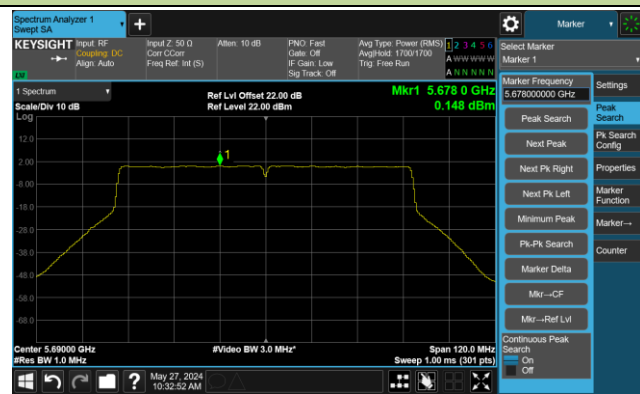 Spectrum Analyzer 1
Swept SA
+
Marker
KEYSIGHT
Input: RF
Coupling: DC
Align: Auto
Input Z: 50 Ω
Corr CCorr
Freq Ref: Int (S)
Atten: 10 dB
PNO: Fast
Gate: Off
IF Gain: Low
Sig Track: Off
Avg Type: Power (RMS)
Avg|Hold: 1700/1700
Trig: Free Run
1 2 3 4 5 6
A W W W W W
A N N N N N
LW
Select Marker
Marker 1
1 Spectrum
Scale/Div 10 dB
Log
Ref Lvl Offset 22.00 dB
Ref Level 22.00 dBm
Mkr1 5.678 0 GHz
0.148 dBm
12.0
2.00
-8.00
-18.0
-28.0
-38.0
-48.0
-58.0
-68.0
1
Center 5.69000 GHz
#Res BW 1.0 MHz
#Video BW 3.0 MHz*
Span 120.0 MHz
Sweep 1.00 ms (301 pts)
Marker Frequency
5.678000000 GHz
Peak Search
Next Peak
Next Pk Right
Next Pk Left
Minimum Peak
Pk-Pk Search
Marker Delta
Mkr→CF
Mkr→Ref Lvl
Continuous Peak
Search
On
Off
Settings
Peak
Search
Pk Search
Config
Properties
Marker
Function
Marker→
Counter
?
May 27, 2024
10:32:52 AM